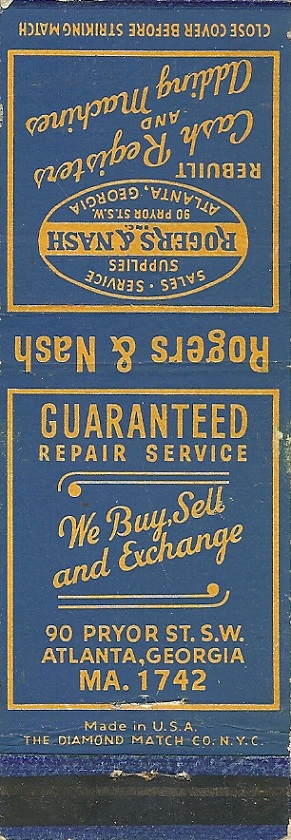 CLOSE COVER BEFORE STRIKING MATCH
REBUILT
Cash Registers
AND
Adding Machines
SALES • SERVICE
SUPPLIES
ROGERS & NASH
INC.
90 PRYOR ST. S.W.
ATLANTA, GEORGIA
Rogers & Nash
GUARANTEED
REPAIR SERVICE
We Buy, Sell
and Exchange
90 PRYOR ST. S.W.
ATLANTA, GEORGIA
MA. 1742
Made in U.S.A.
THE DIAMOND MATCH CO. N.Y.C.